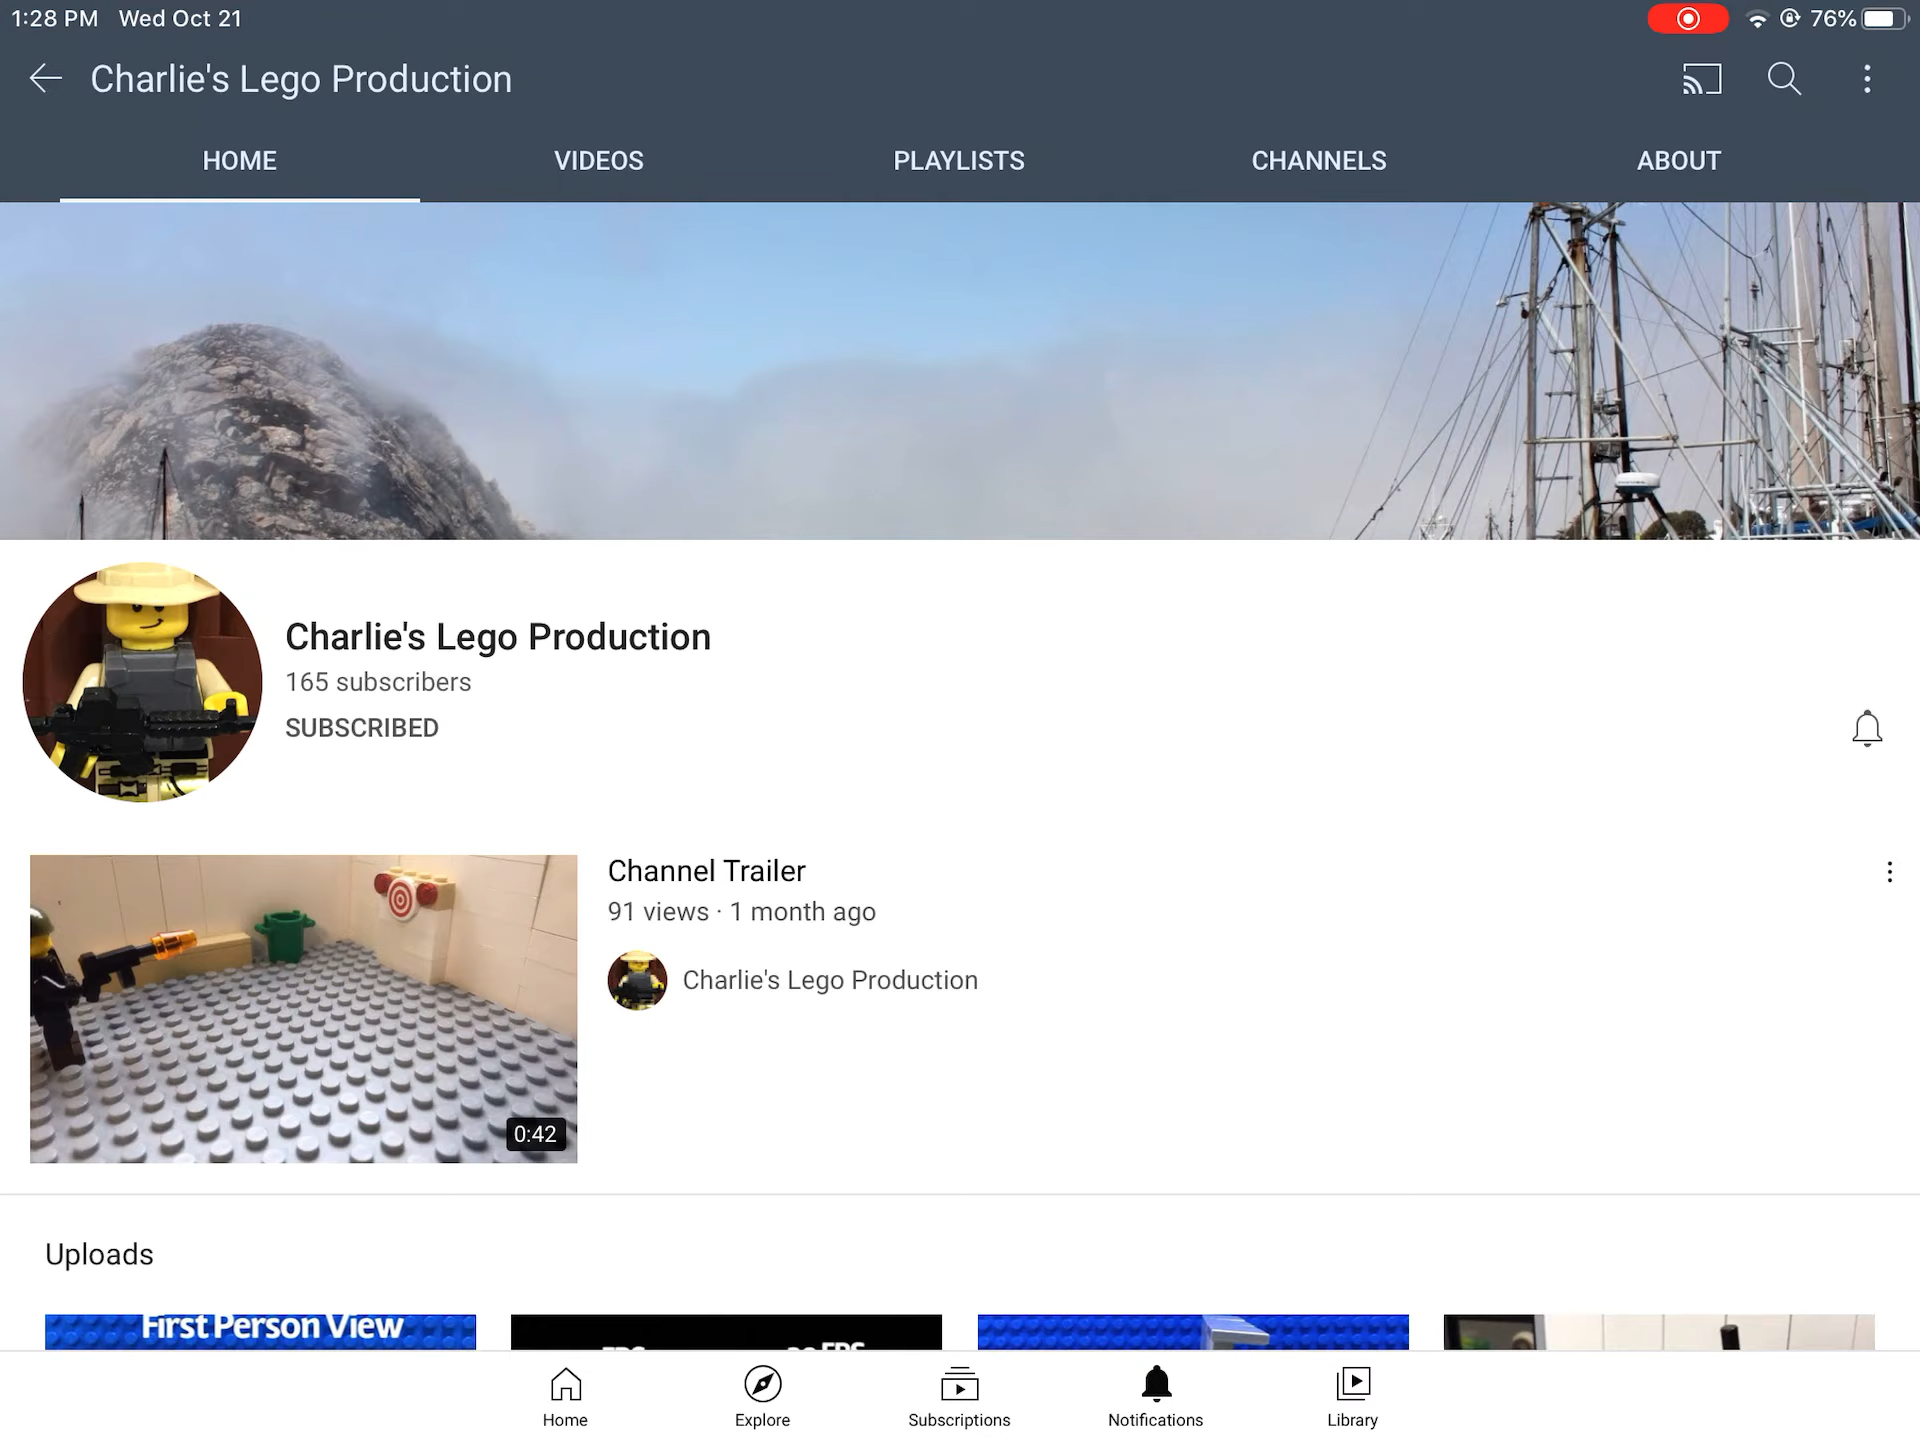 1:28 PM Wed Oct 21
76%
Charlie's Lego Production
HOME VIDEOS PLAYLISTS CHANNELS ABOUT
Charlie's Lego Production
165 subscribers
SUBSCRIBED
Channel Trailer
91 views · 1 month ago
Charlie's Lego Production
0:42
Uploads
First Person View
Home Explore Subscriptions Notifications Library